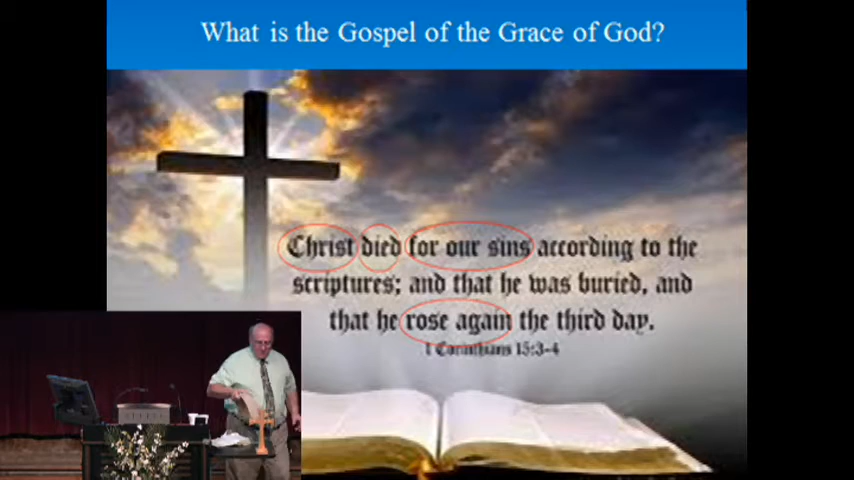 What is the Gospel of the Grace of God?
Christ died for our sins according to the
scriptures; and that he was buried, and
that he rose again the third day.
1 Corinthians 15:3-4